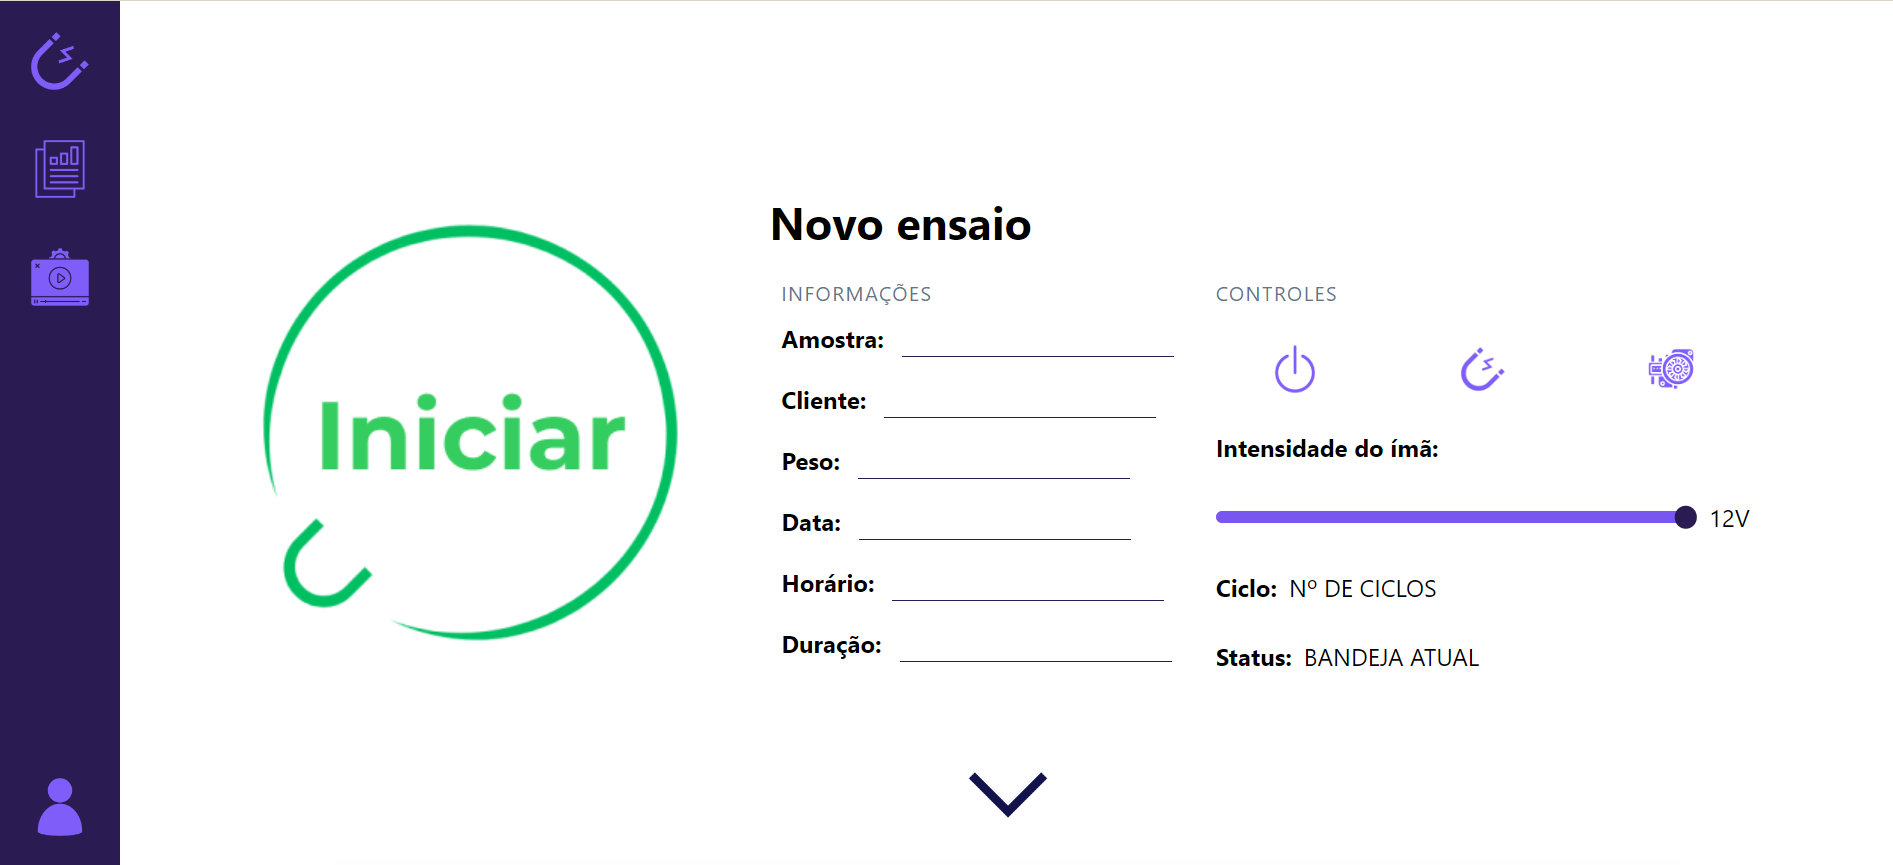 Iniciar
Novo ensaio
INFORMAÇÕES
Amostra:
Cliente:
Peso:
Data:
Horário:
Duração:
CONTROLES
Intensidade do ímã:
12V
Ciclo: Nº DE CICLOS
Status: BANDEJA ATUAL